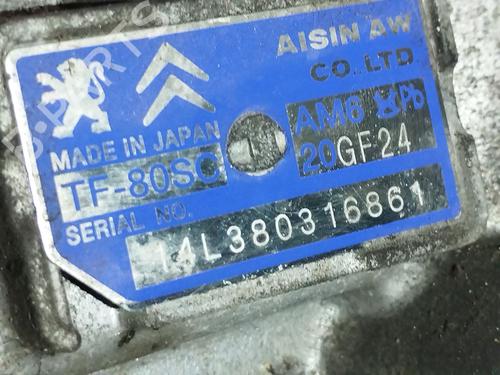 AISIN AW
CO. LTD.
MADE IN JAPAN
AM6
TF-80SC
20GF24
SERIAL NO.
14L380316861